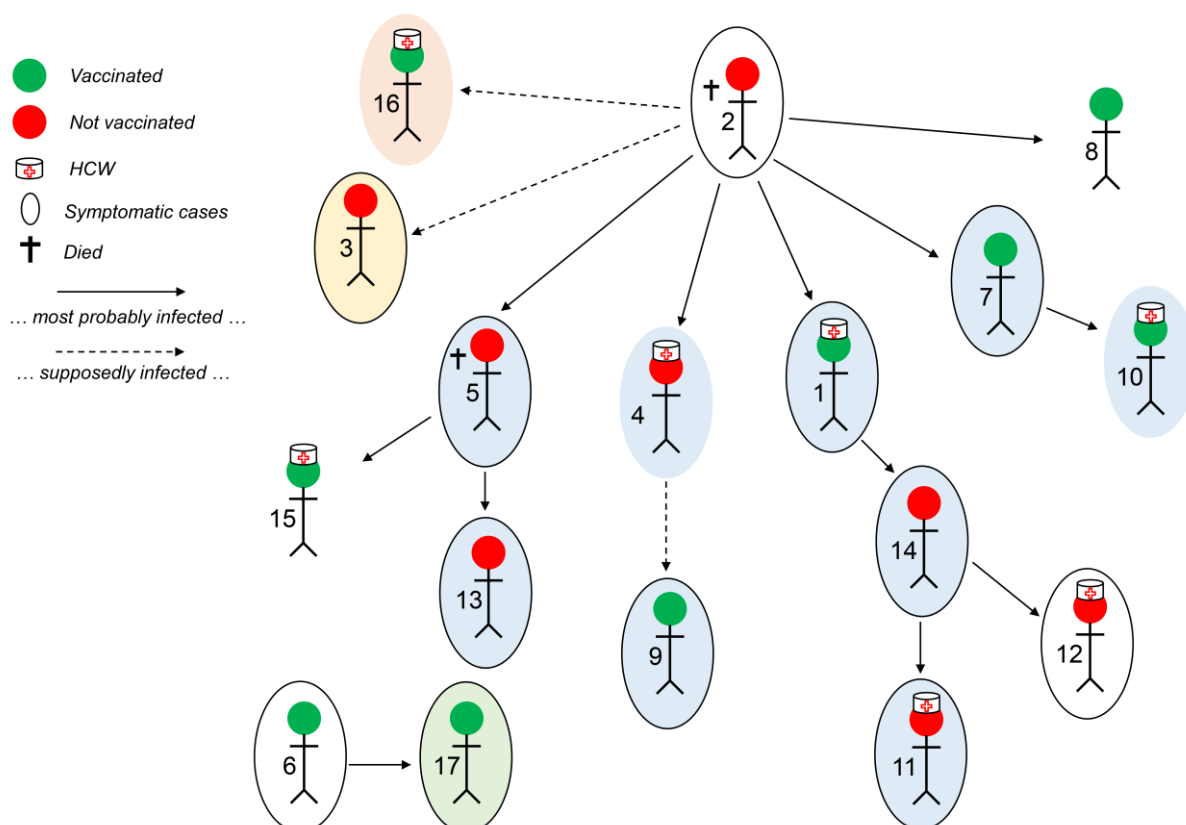 Vaccinated
Not vaccinated
HCW
Symptomatic cases
Died
… most probably infected …
… supposedly infected …
16
2
8
3
7
10
5
4
1
15
14
13
9
12
6
17
11